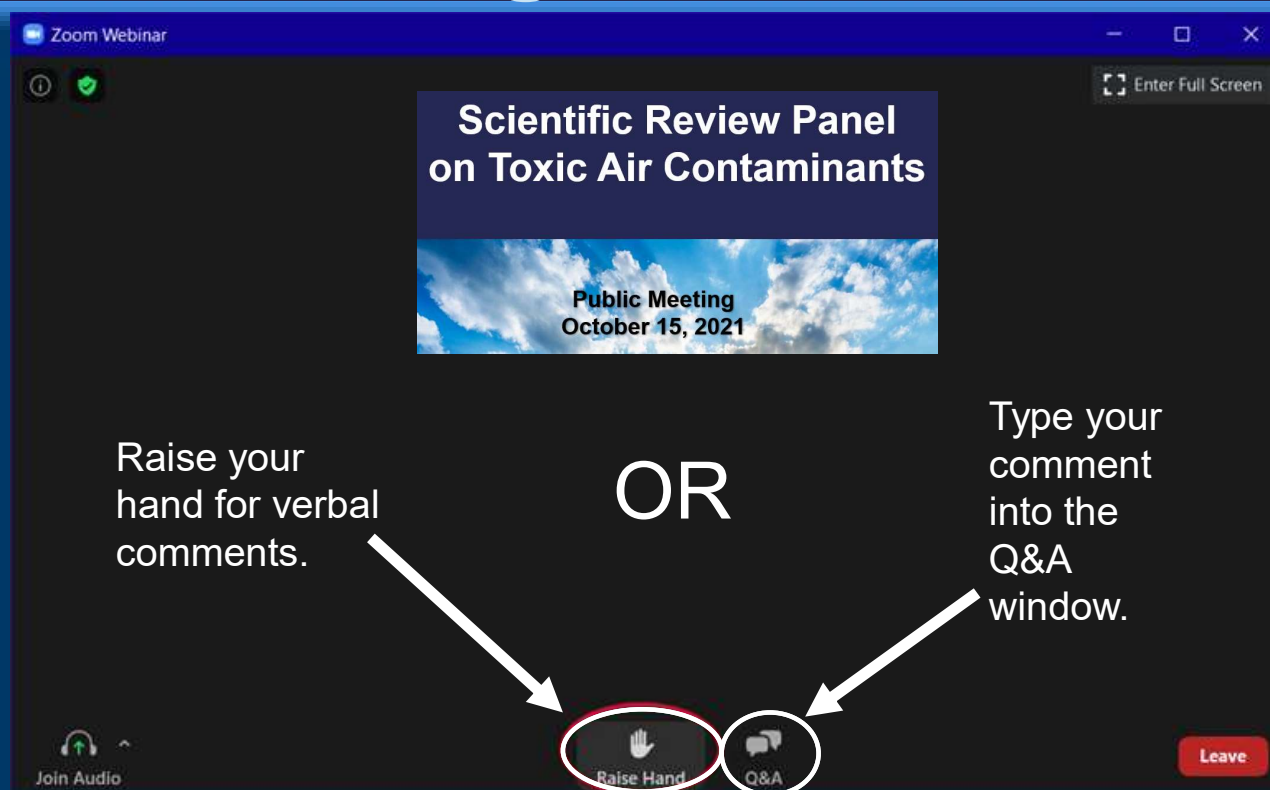 Zoom Webinar
Enter Full Screen
Scientific Review Panel
on Toxic Air Contaminants
Public Meeting
October 15, 2021
Raise your
hand for verbal
comments.
OR
Type your
comment
into the
Q&A
window.
Join Audio
Raise Hand
Q&A
Leave